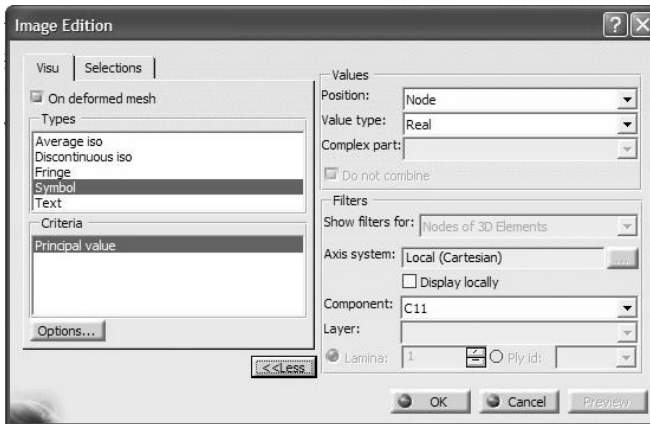 Image Edition
Visu
Selections
On deformed mesh
Types
Average iso
Discontinuous iso
Fringe
Symbol
Text
Criteria
Principal value
Options...
<<Less
Values
Position: Node
Value type: Real
Complex part:
Do not combine
Filters
Show filters for: Nodes of 3D Elements
Axis system: Local (Cartesian) ...
Display locally
Component: C11
Layer:
Lamina: 1 Ply id:
OK Cancel Preview